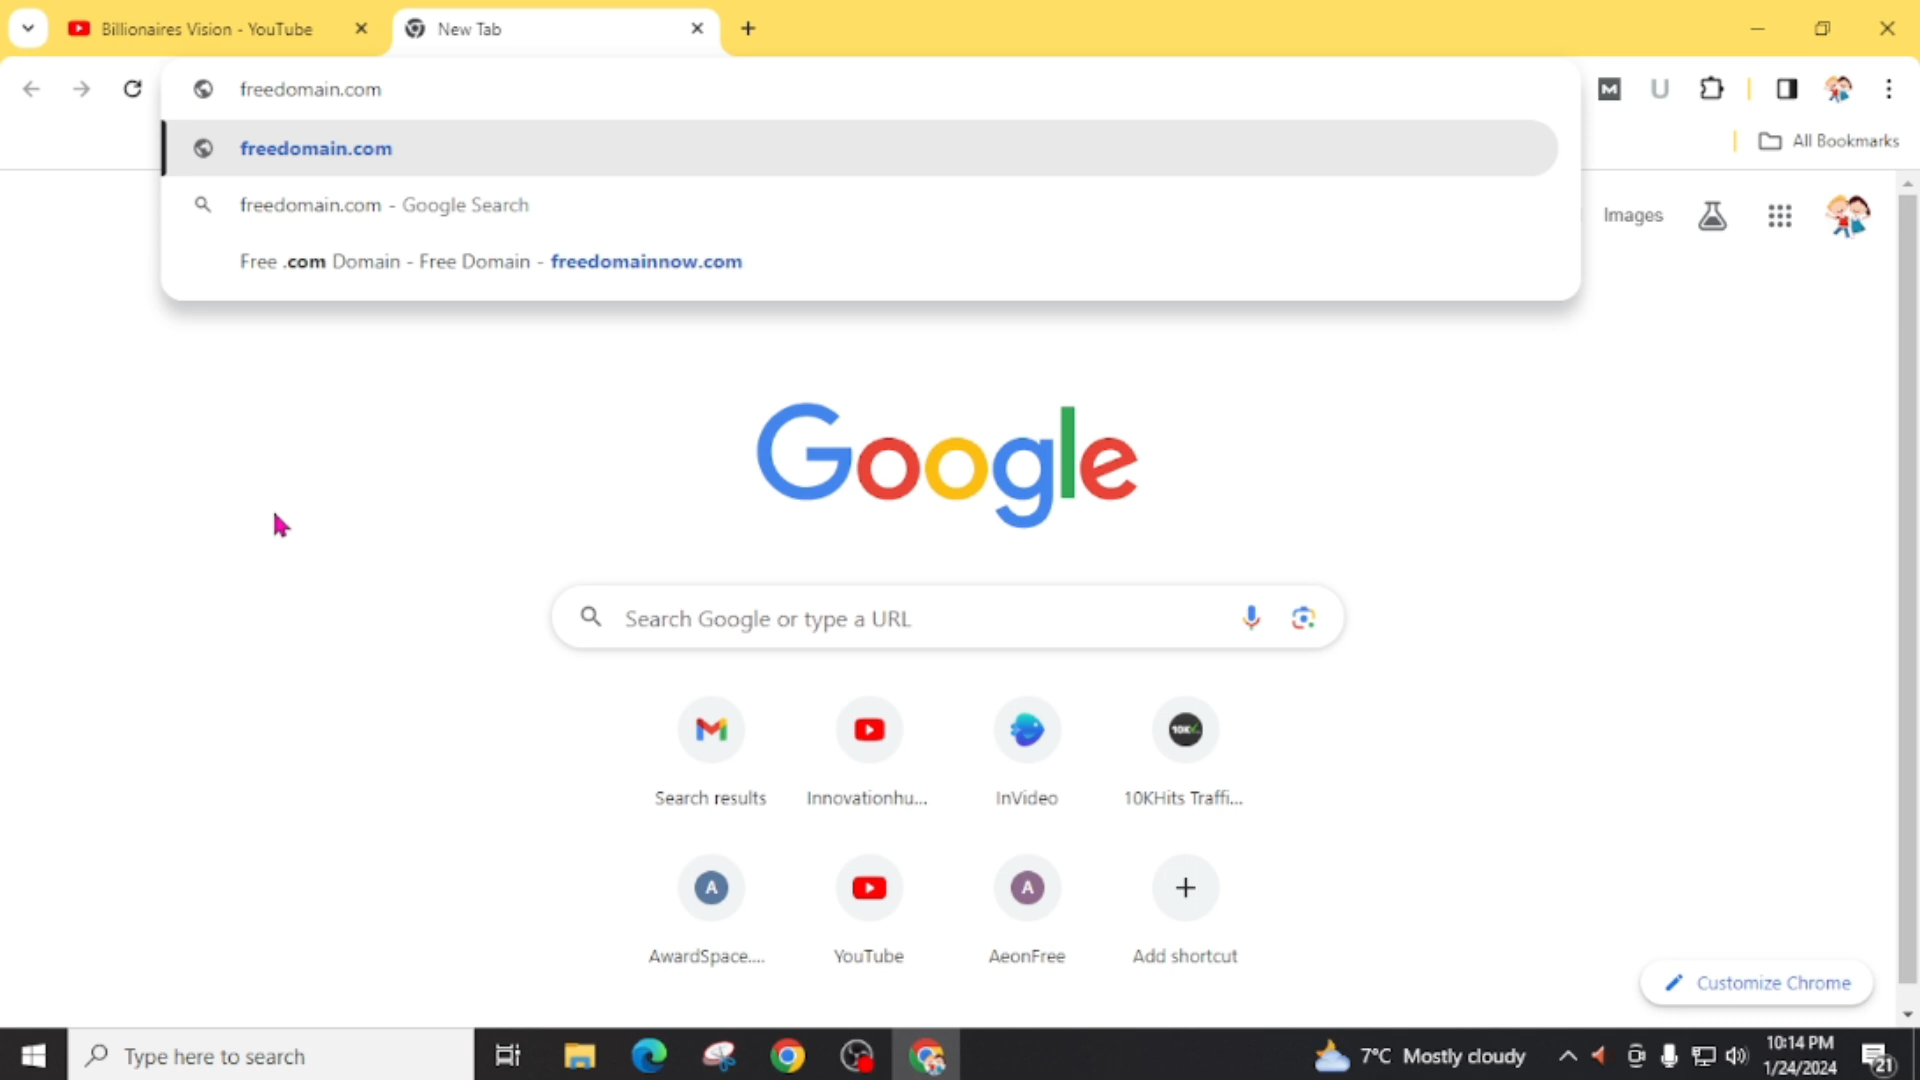 Billionaires Vision - YouTube
New Tab
freedomain.com
freedomain.com
freedomain.com - Google Search
Free .com Domain - Free Domain - freedomainnow.com
M
U
All Bookmarks
Images
Google
Search Google or type a URL
Search results
Innovationhu...
InVideo
10K
10KHits Traffi...
A
AwardSpace....
YouTube
A
AeonFree
Add shortcut
Customize Chrome
Type here to search
7°C Mostly cloudy
10:14 PM
1/24/2024
21